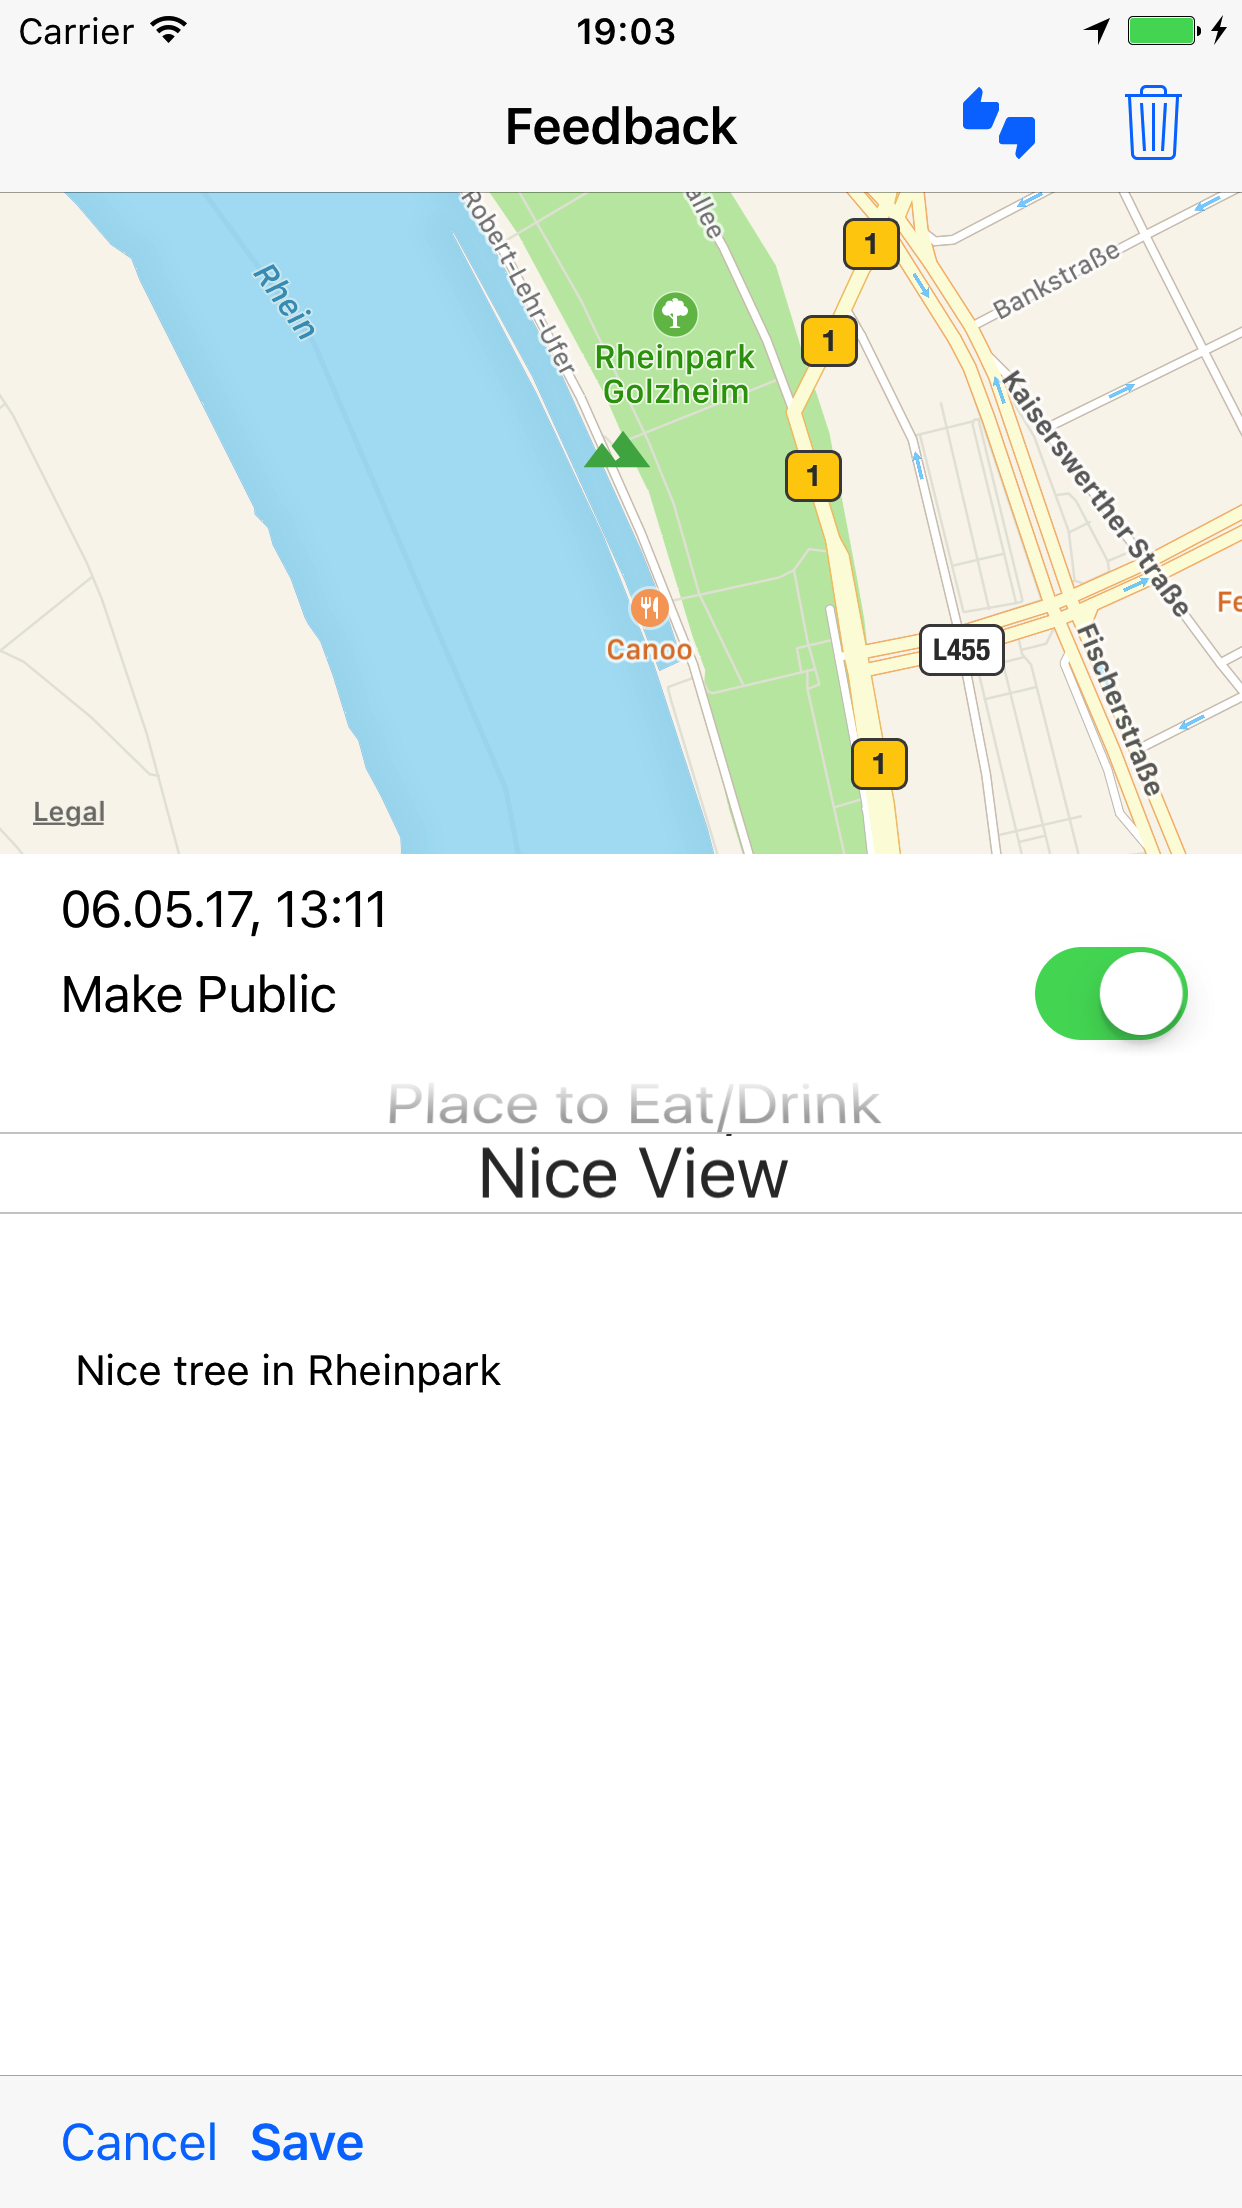 Carrier
19:03
Feedback
Rhein
Robert-Lehr-Ufer
allee
1
Bankstraße
Rheinpark
Golzheim
1
Kaiserswerther Straße
1
Fe
Canoo
L455
Fischerstraße
1
Legal
06.05.17, 13:11
Make Public
Place to Eat/Drink
Nice View
Nice tree in Rheinpark
Cancel
Save